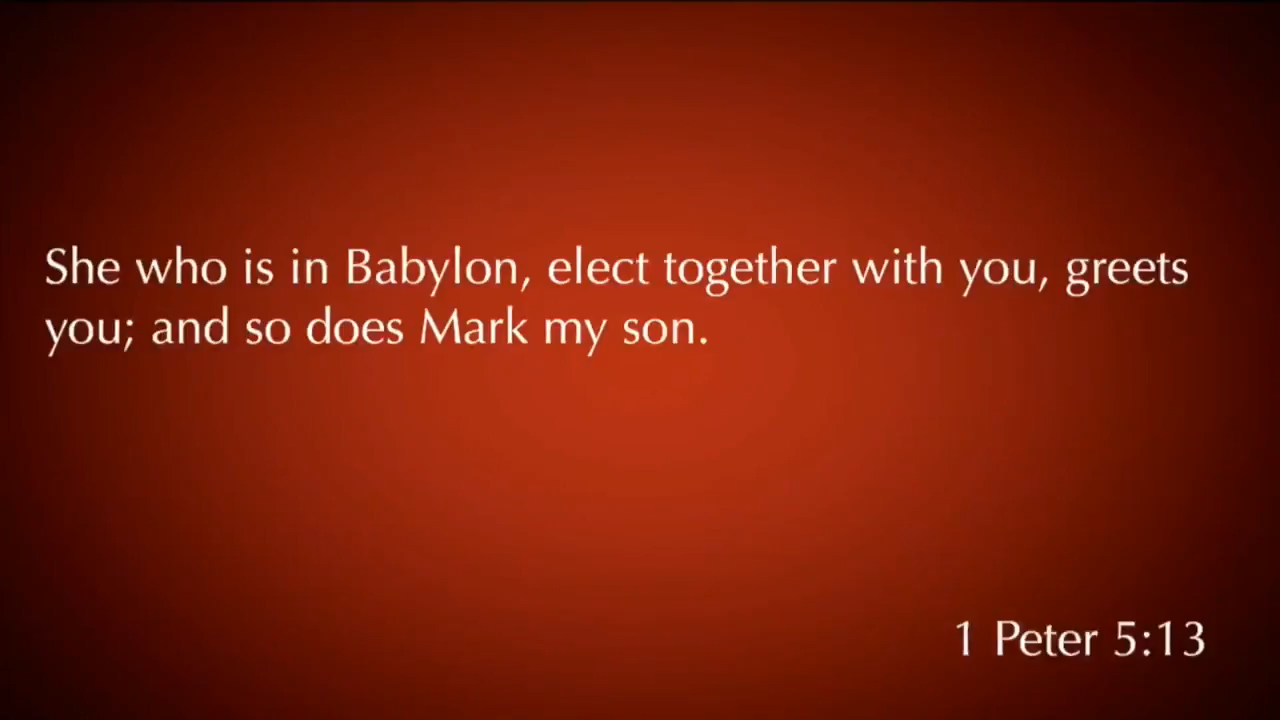 She who is in Babylon, elect together with you, greets
you; and so does Mark my son.
1 Peter 5:13